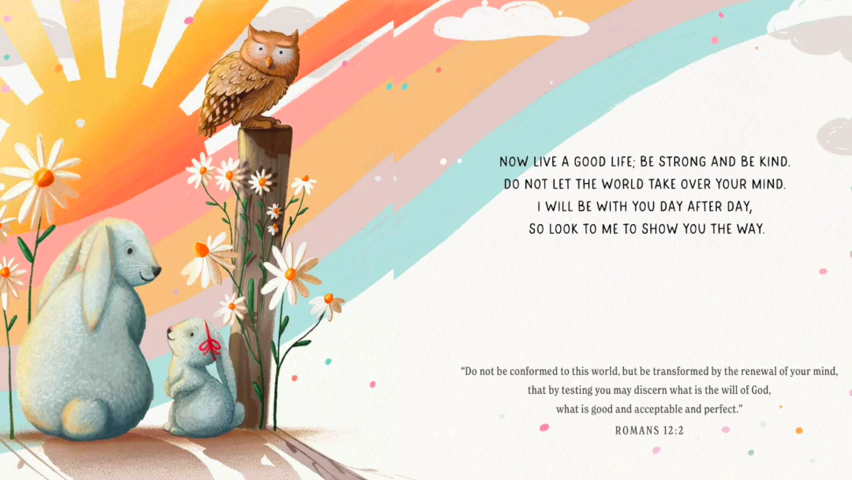 NOW LIVE A GOOD LIFE; BE STRONG AND BE KIND.
DO NOT LET THE WORLD TAKE OVER YOUR MIND.
I WILL BE WITH YOU DAY AFTER DAY,
SO LOOK TO ME TO SHOW YOU THE WAY.
“Do not be conformed to this world, but be transformed by the renewal of your mind,
that by testing you may discern what is the will of God,
what is good and acceptable and perfect.”
ROMANS 12:2